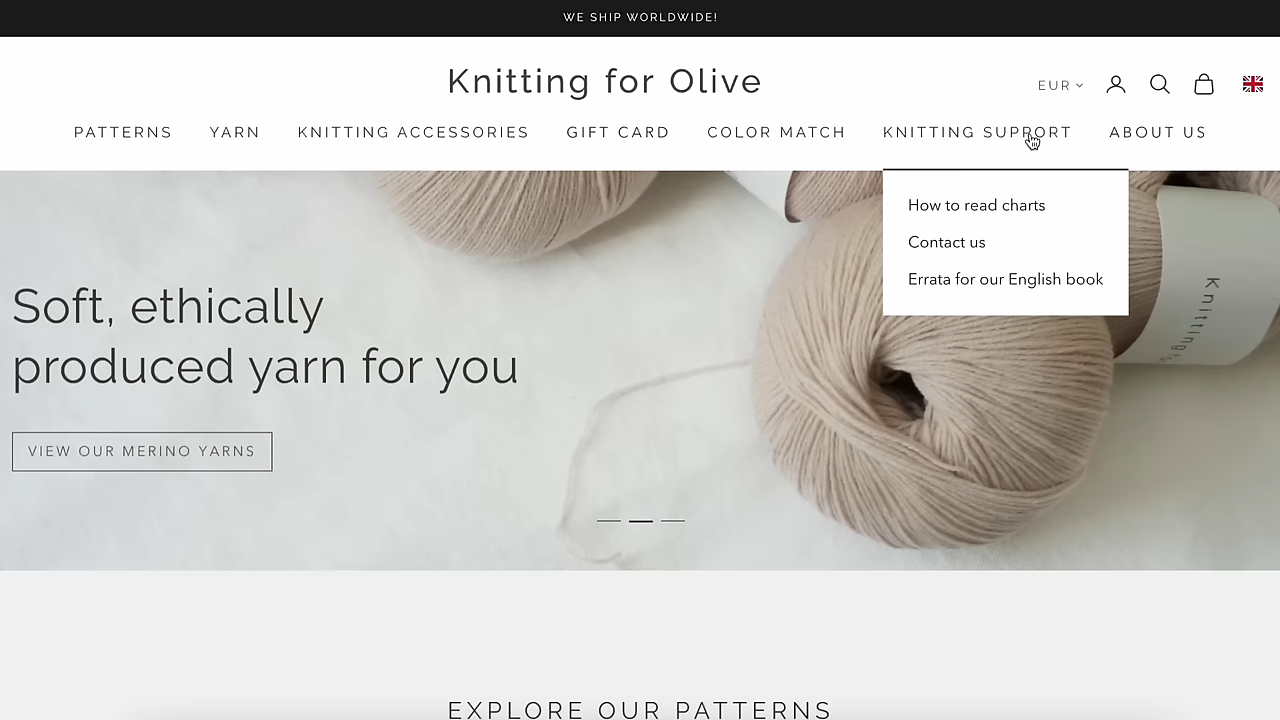 WE SHIP WORLDWIDE!
Knitting for Olive
EUR
PATTERNS YARN KNITTING ACCESSORIES GIFT CARD COLOR MATCH KNITTING SUPPORT ABOUT US
How to read charts
Contact us
Errata for our English book
Soft, ethically
produced yarn for you
VIEW OUR MERINO YARNS
Knitting fo
EXPLORE OUR PATTERNS